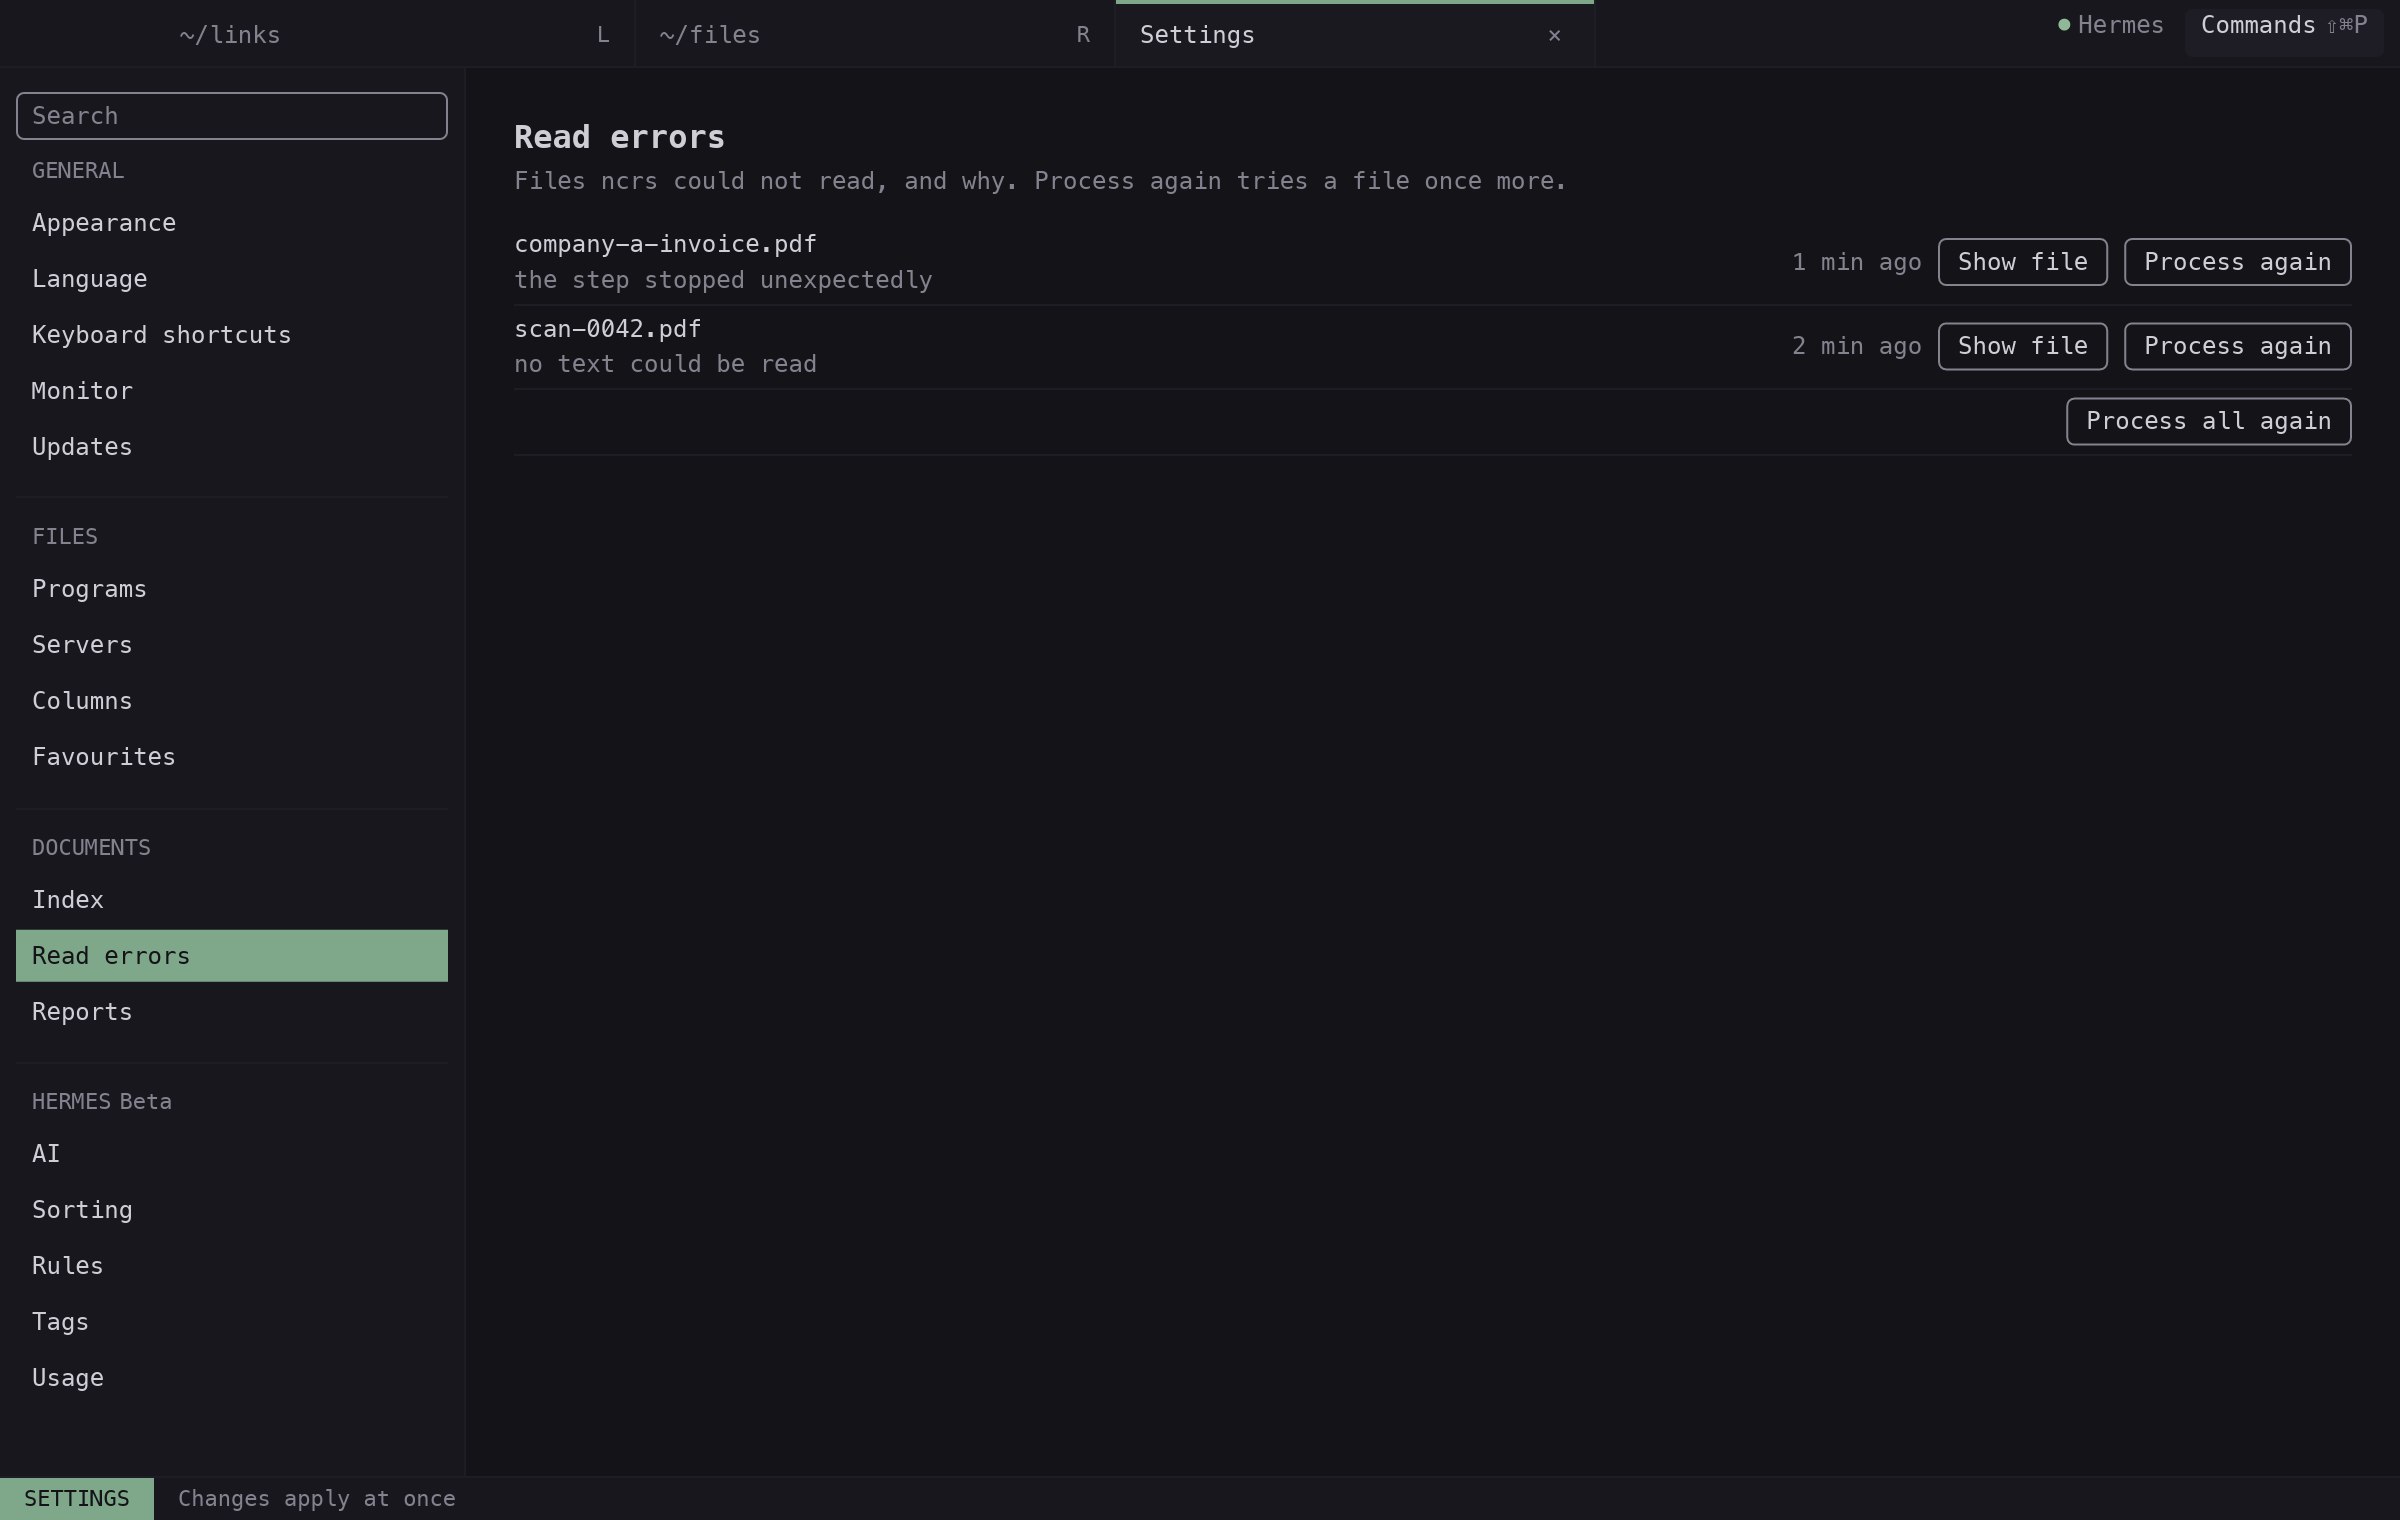 ~/links L ~/files R Settings × Hermes Commands ⇧⌘P
Search
GENERAL
Appearance
Language
Keyboard shortcuts
Monitor
Updates
FILES
Programs
Servers
Columns
Favourites
DOCUMENTS
Index
Read errors
Reports
HERMES Beta
AI
Sorting
Rules
Tags
Usage
Read errors
Files ncrs could not read, and why. Process again tries a file once more.
company-a-invoice.pdf
the step stopped unexpectedly
1 min ago Show file Process again
scan-0042.pdf
no text could be read
2 min ago Show file Process again
Process all again
SETTINGS Changes apply at once